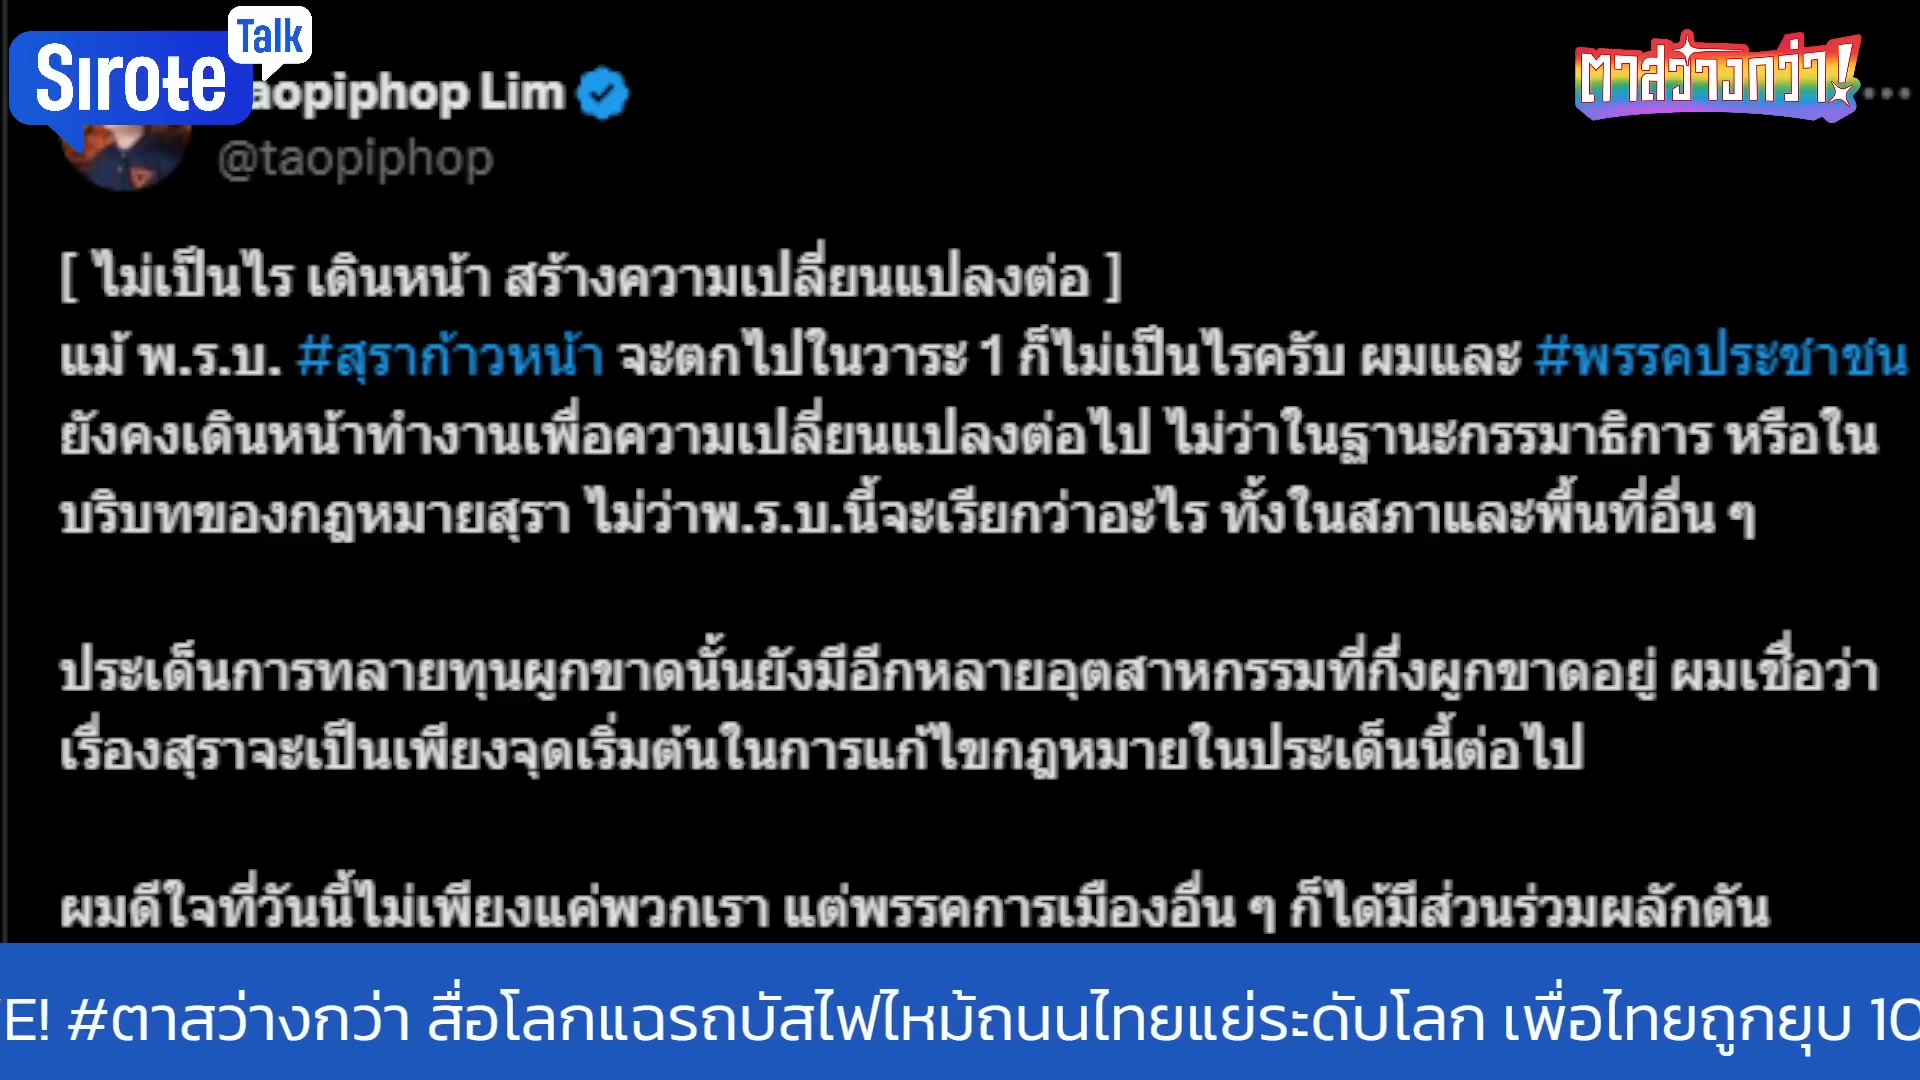 Sirote Talk
ตาสว่างกว่า!
aopiphop Lim
@taopiphop
[ ไม่เป็นไร เดินหน้า สร้างความเปลี่ยนแปลงต่อ ]
แม้ พ.ร.บ. #สุราก้าวหน้า จะตกไปในวาระ 1 ก็ไม่เป็นไรครับ ผมและ #พรรคประชาชน
ยังคงเดินหน้าทำงานเพื่อความเปลี่ยนแปลงต่อไป ไม่ว่าในฐานะกรรมาธิการ หรือใน
บริบทของกฎหมายสุรา ไม่ว่าพ.ร.บ.นี้จะเรียกว่าอะไร ทั้งในสภาและพื้นที่อื่น ๆ
ประเด็นการทลายทุนผูกขาดนั้นยังมีอีกหลายอุตสาหกรรมที่กึ่งผูกขาดอยู่ ผมเชื่อว่า
เรื่องสุราจะเป็นเพียงจุดเริ่มต้นในการแก้ไขกฎหมายในประเด็นนี้ต่อไป
ผมดีใจที่วันนี้ไม่เพียงแค่พวกเรา แต่พรรคการเมืองอื่น ๆ ก็ได้มีส่วนร่วมผลักดัน
E! #ตาสว่างกว่า สื่อโลกแฉรถบัสไฟไหม้ถนนไทยแย่ระดับโลก เพื่อไทยถูกยุบ 10